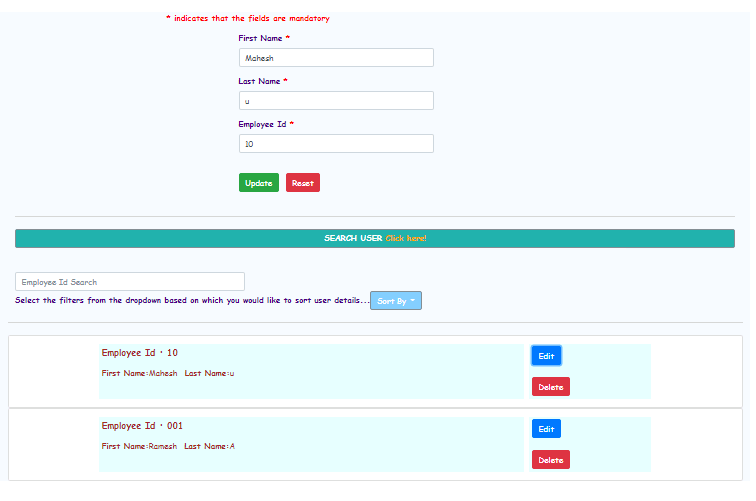 * indicates that the fields are mandatory
First Name *
Mahesh
Last Name *
u
Employee Id *
10
Update Reset
SEARCH USER Click here!
Employee Id Search
Select the filters from the dropdown based on which you would like to sort user details... Sort By
Employee Id · 10
Edit
First Name:Mahesh Last Name:u
Delete
Employee Id · 001
Edit
First Name:Ramesh Last Name:A
Delete